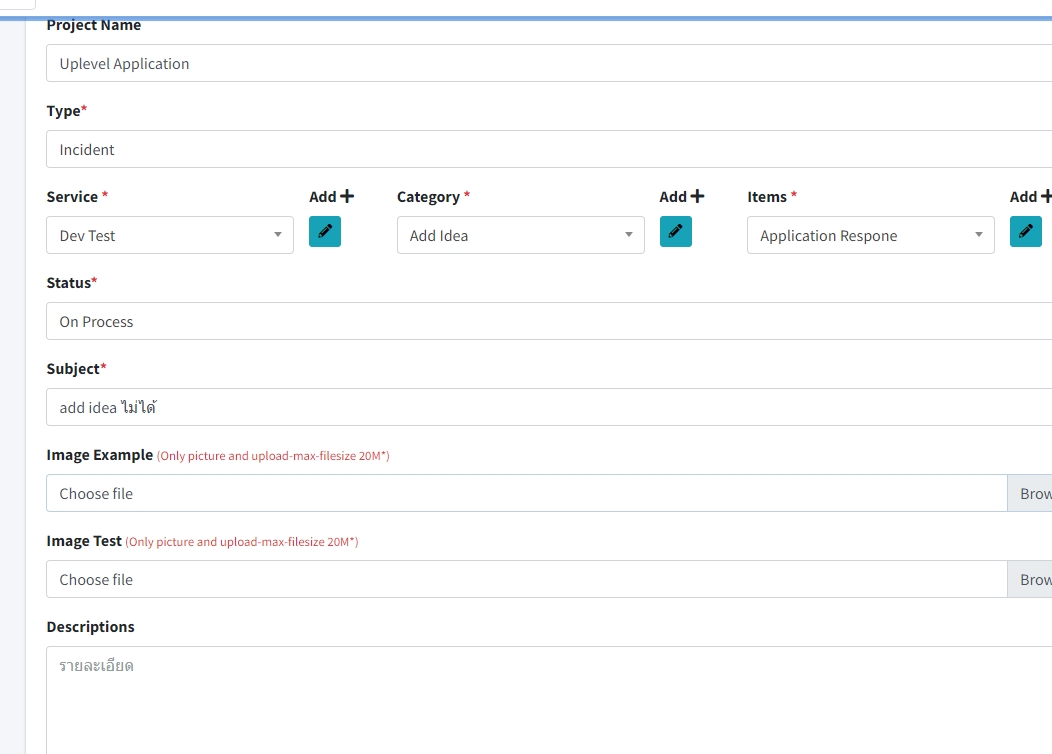 Project Name
Uplevel Application
Type*
Incident
Service * Add Category * Add Items * Add
Dev Test Add Idea Application Respone
Status*
On Process
Subject*
add idea ไม่ได้
Image Example (Only picture and upload-max-filesize 20M*)
Choose file Brow
Image Test (Only picture and upload-max-filesize 20M*)
Choose file Brow
Descriptions
รายละเอียด